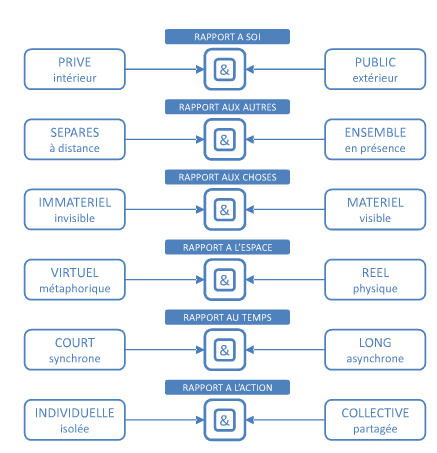 RAPPORT A SOI
PRIVE
intérieur
&
PUBLIC
extérieur
RAPPORT AUX AUTRES
SEPARES
à distance
&
ENSEMBLE
en présence
RAPPORT AUX CHOSES
IMMATERIEL
invisible
&
MATERIEL
visible
RAPPORT A L'ESPACE
VIRTUEL
métaphorique
&
REEL
physique
RAPPORT AU TEMPS
COURT
synchrone
&
LONG
asynchrone
RAPPORT A L'ACTION
INDIVIDUELLE
isolée
&
COLLECTIVE
partagée